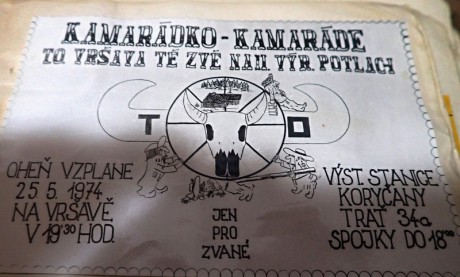 KAMARÁDKO - KAMARÁDE
TO VRŠAVA TĚ ZVE NA III. VÝR. POTLACH
T O
OHEŇ VZPLANE
25.5. 1974
NA VRŠAVĚ
V 19³⁰ HOD.
JEN
PRO
ZVANÉ
VÝST. STANICE
KORYČANY
TRAŤ 34a
SPOJKY DO 18⁰⁰